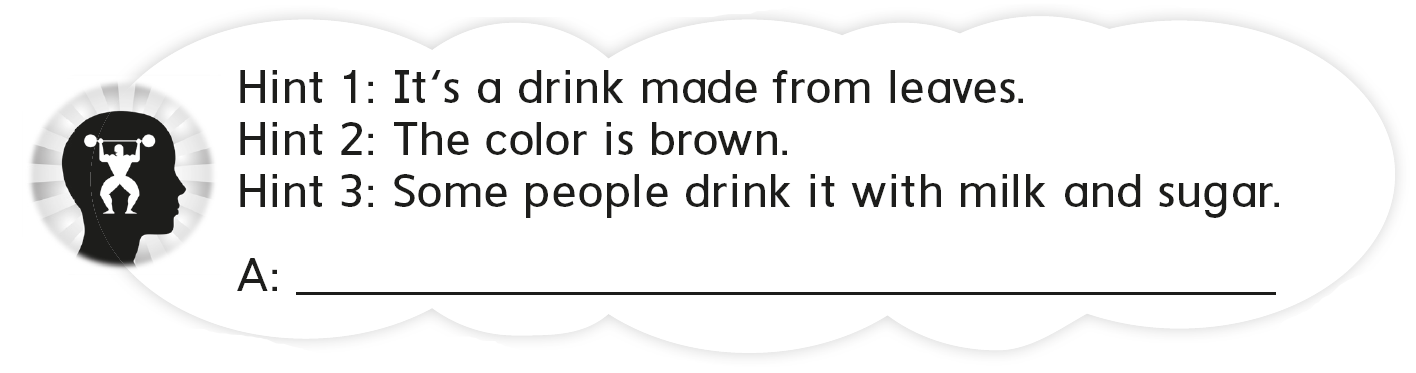 Hint 1: It‘s a drink made from leaves.
Hint 2: The color is brown.
Hint 3: Some people drink it with milk and sugar.
A: